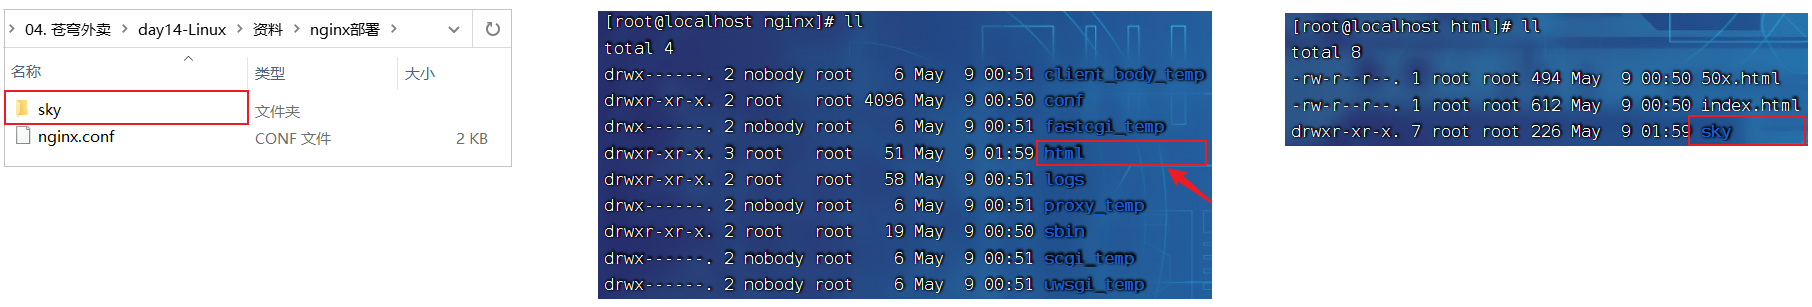 › 04. 苍穹外卖 › day14-Linux › 资料 › nginx部署 ›
名称 类型 大小
sky 文件夹
nginx.conf CONF 文件 2 KB
[root@localhost nginx]# ll
total 4
drwx------. 2 nobody root 6 May 9 00:51 client_body_temp
drwxr-xr-x. 2 root root 4096 May 9 00:50 conf
drwx------. 2 nobody root 6 May 9 00:51 fastcgi_temp
drwxr-xr-x. 3 root root 51 May 9 01:59 html
drwxr-xr-x. 2 root root 58 May 9 00:51 logs
drwx------. 2 nobody root 6 May 9 00:51 proxy_temp
drwxr-xr-x. 2 root root 19 May 9 00:50 sbin
drwx------. 2 nobody root 6 May 9 00:51 scgi_temp
drwx------. 2 nobody root 6 May 9 00:51 uwsgi_temp
[root@localhost html]# ll
total 8
-rw-r--r--. 1 root root 494 May 9 00:50 50x.html
-rw-r--r--. 1 root root 612 May 9 00:50 index.html
drwxr-xr-x. 7 root root 226 May 9 01:59 sky